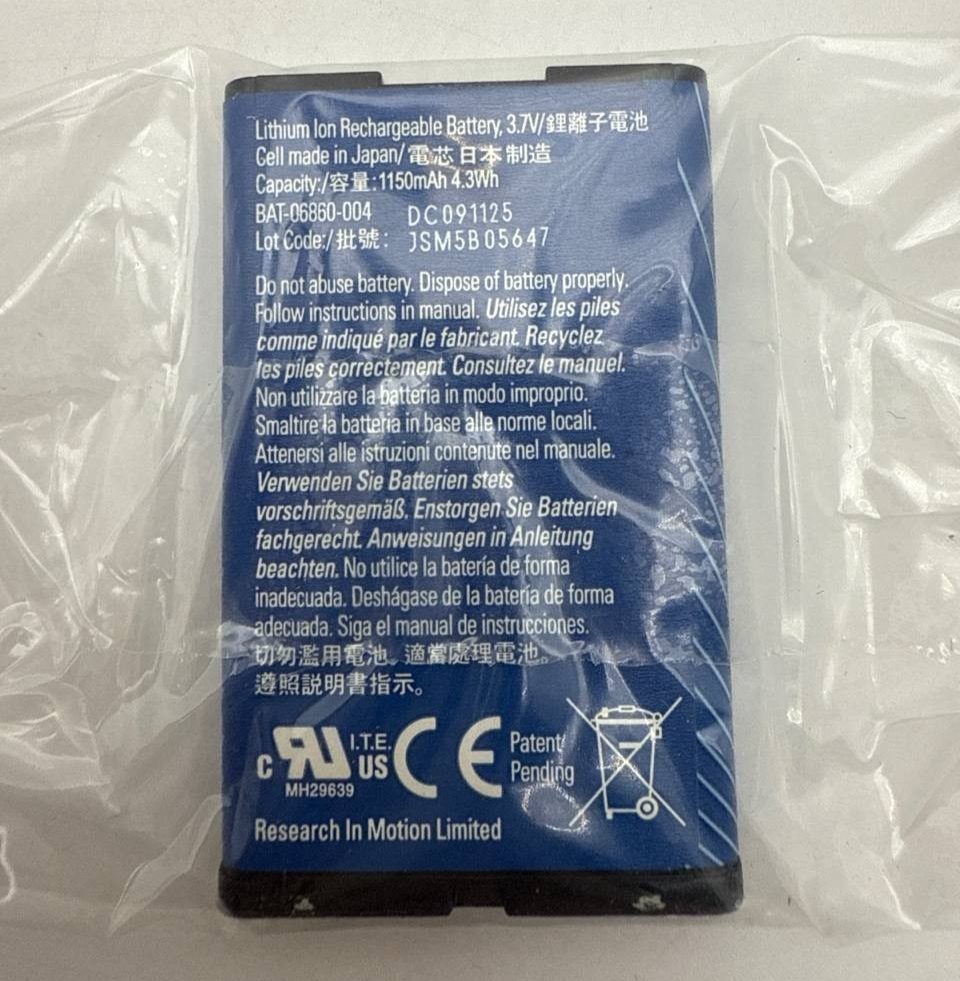 Lithium Ion Rechargeable Battery, 3.7V/鋰離子電池
Cell made in Japan/電芯日本制造
Capacity:/容量:1150mAh 4.3Wh
BAT-06860-004 DC091125
Lot Code:/批號: JSM5B05647
Do not abuse battery. Dispose of battery properly.
Follow instructions in manual. Utilisez les piles
comme indiqué par le fabricant. Recyclez
les piles correctement. Consultez le manuel.
Non utilizzare la batteria in modo improprio.
Smaltire la batteria in base alle norme locali.
Attenersi alle istruzioni contenute nel manuale.
Verwenden Sie Batterien stets
vorschriftsgemäß. Enstorgen Sie Batterien
fachgerecht. Anweisungen in Anleitung
beachten. No utilice la batería de forma
inadecuada. Deshágase de la batería de forma
adecuada. Siga el manual de instrucciones.
切勿濫用電池。適當處理電池。
遵照説明書指示。
c RU US I.T.E. CE Patent
Pending
MH29639
Research In Motion Limited